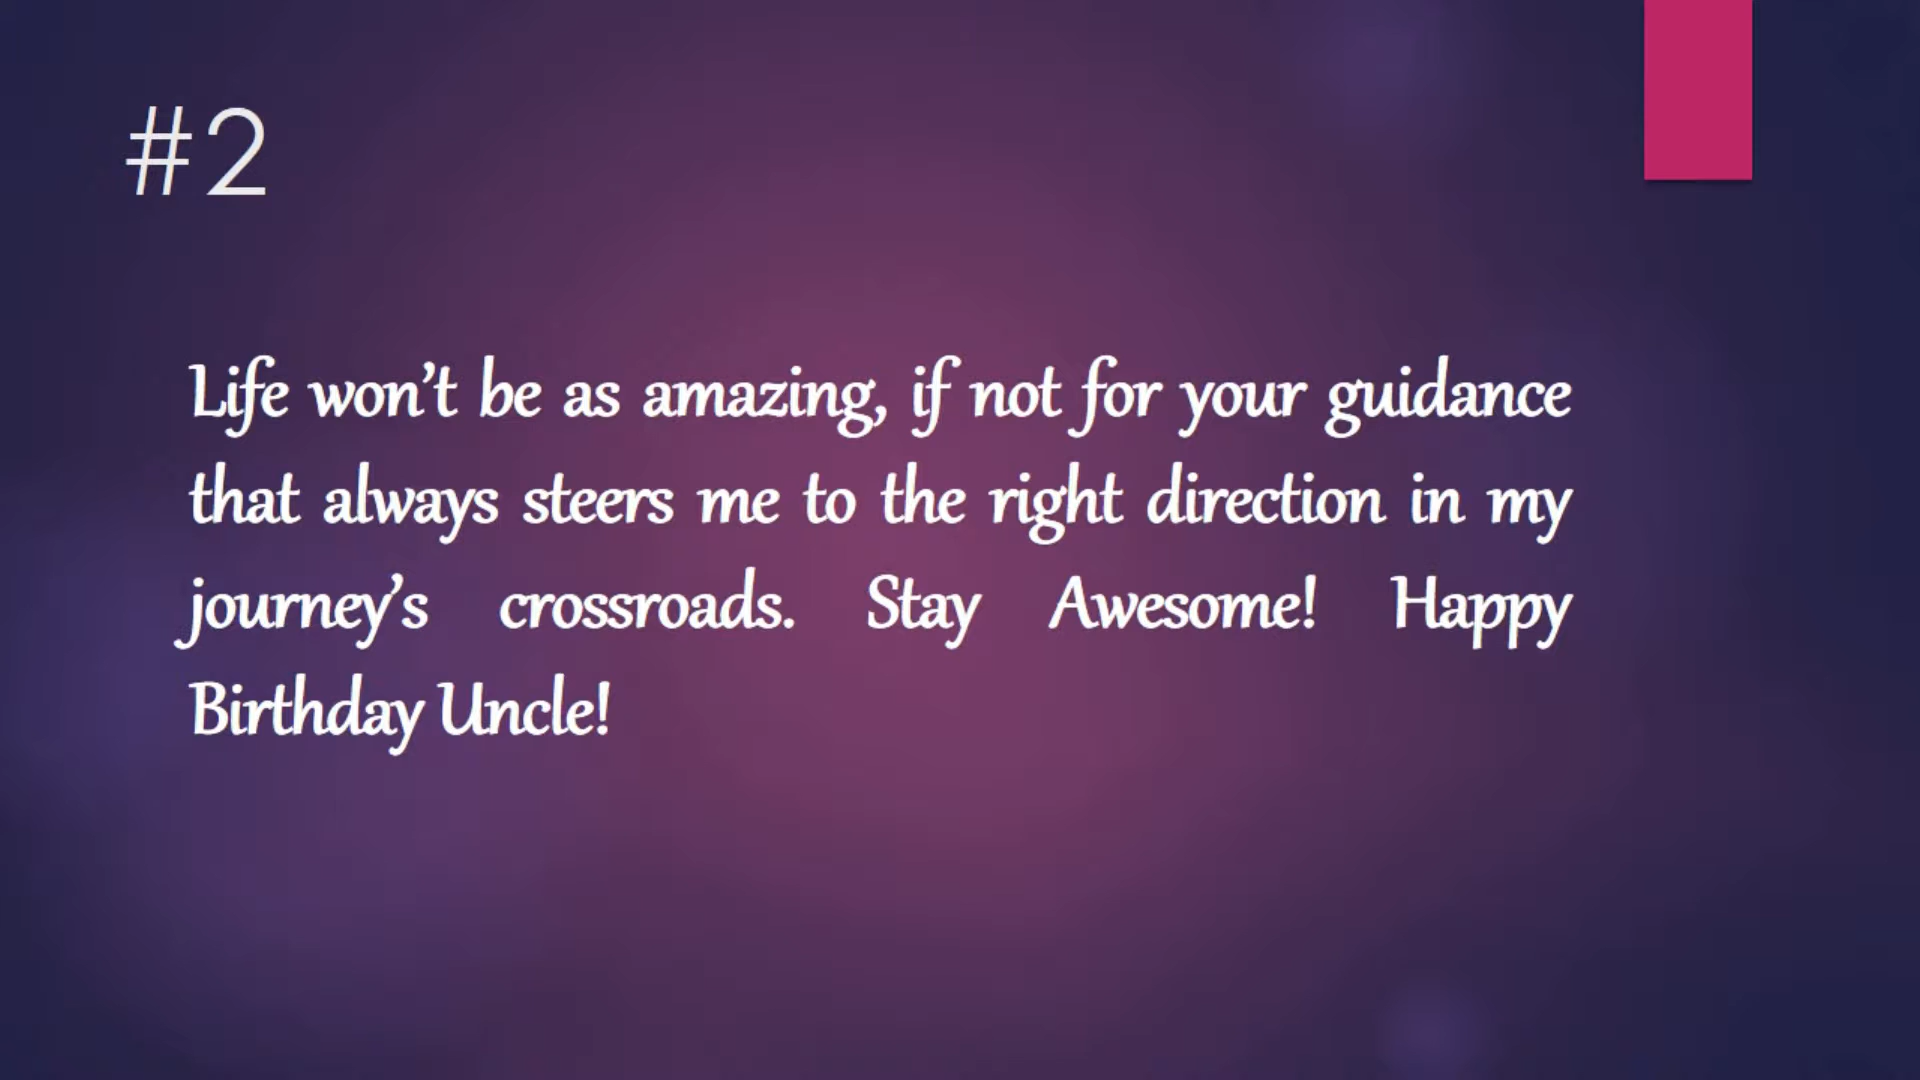 #2
Life won’t be as amazing, if not for your guidance
that always steers me to the right direction in my
journey’s crossroads. Stay Awesome! Happy
Birthday Uncle!